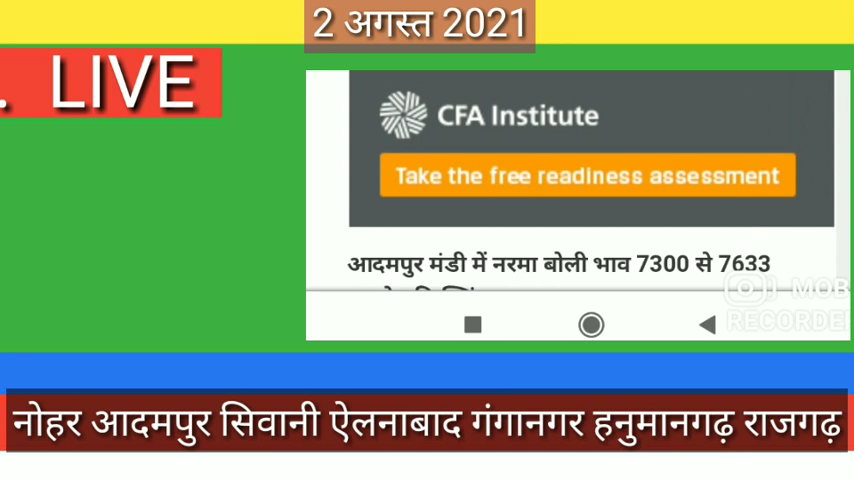 2 अगस्त 2021
. LIVE
CFA Institute
Take the free readiness assessment
आदमपुर मंडी में नरमा बोली भाव 7300 से 7633
RECORDER
नोहर आदमपुर सिवानी ऐलनाबाद गंगानगर हनुमानगढ़ राजगढ़